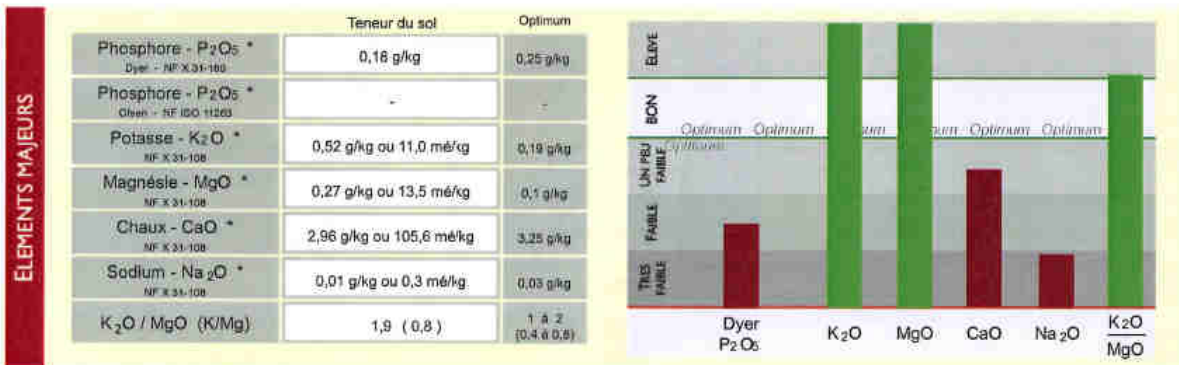 ELEMENTS MAJEURS
Teneur du sol
Optimum
Phosphore - P2O5 *
Dyer - NF X 31-160
0,18 g/kg
0,25 g/kg
Phosphore - P2O5 *
Olsen - NF ISO 11263
-
-
Potasse - K2O *
NF X 31-108
0,52 g/kg ou 11,0 mé/kg
0,19 g/kg
Magnésie - MgO *
NF X 31-108
0,27 g/kg ou 13,5 mé/kg
0,1 g/kg
Chaux - CaO *
NF X 31-108
2,96 g/kg ou 105,6 mé/kg
3,25 g/kg
Sodium - Na2O *
NF X 31-108
0,01 g/kg ou 0,3 mé/kg
0,03 g/kg
K2O / MgO (K/Mg)
1,9 ( 0,8 )
1 à 2
(0,4 à 0,8)
ELEVE
BON
UN PEU
FAIBLE
FAIBLE
TRES
FAIBLE
Optimum Optimum Optimum Optimum
Dyer
P2O5
K2O
MgO
CaO
Na2O
K2O
MgO